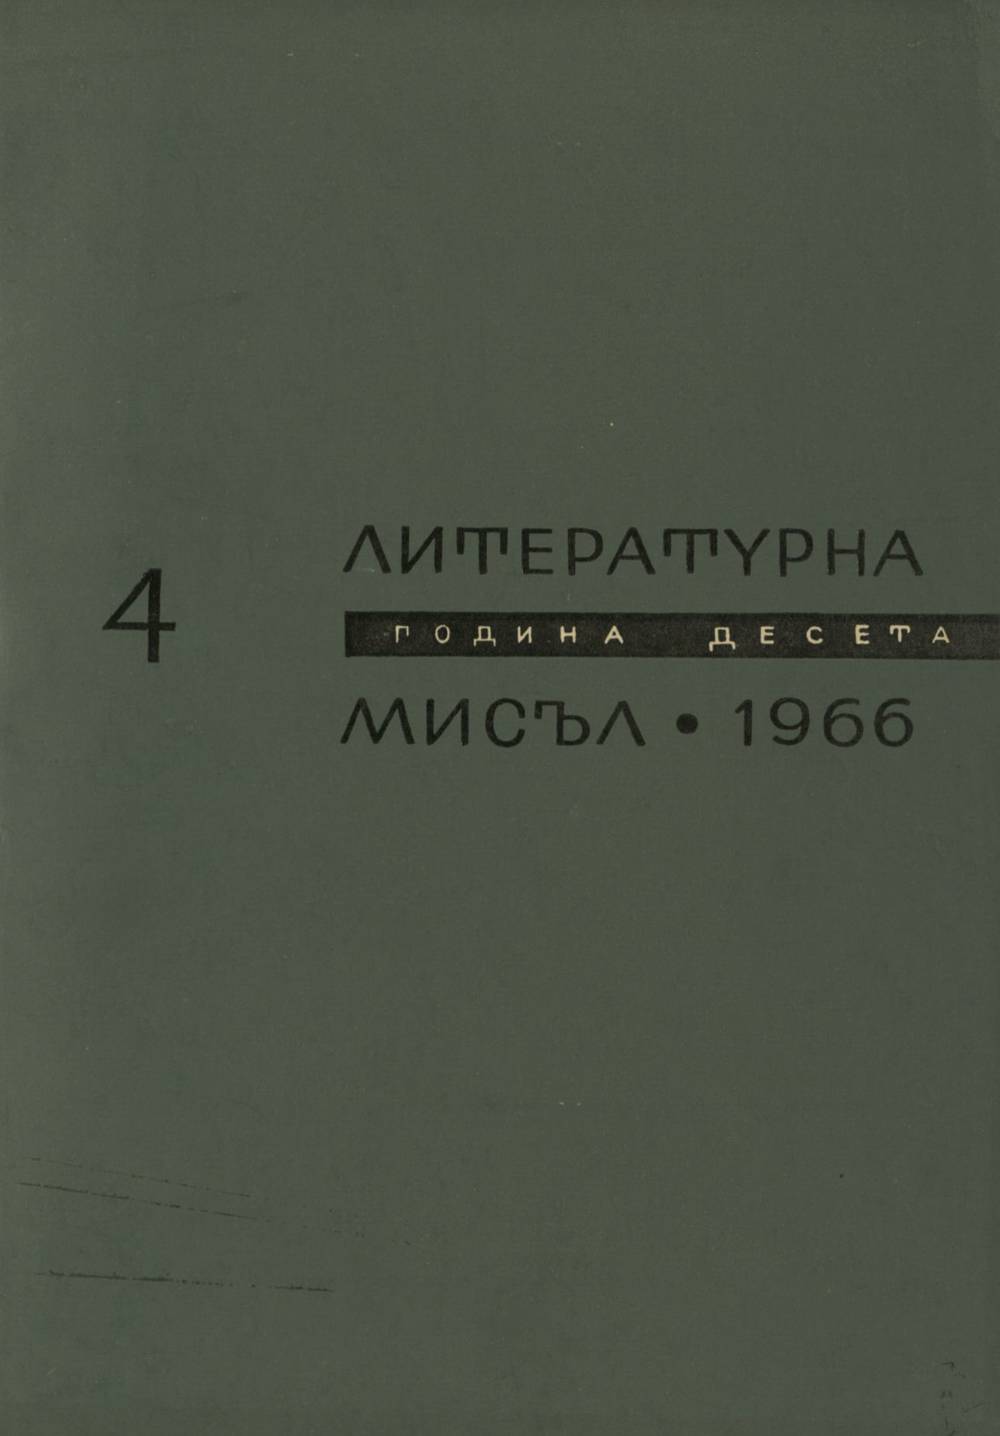 4
ЛИТЕРАТУРНА
ГОДИНА ДЕСЕТА
МИСЪЛ • 1966